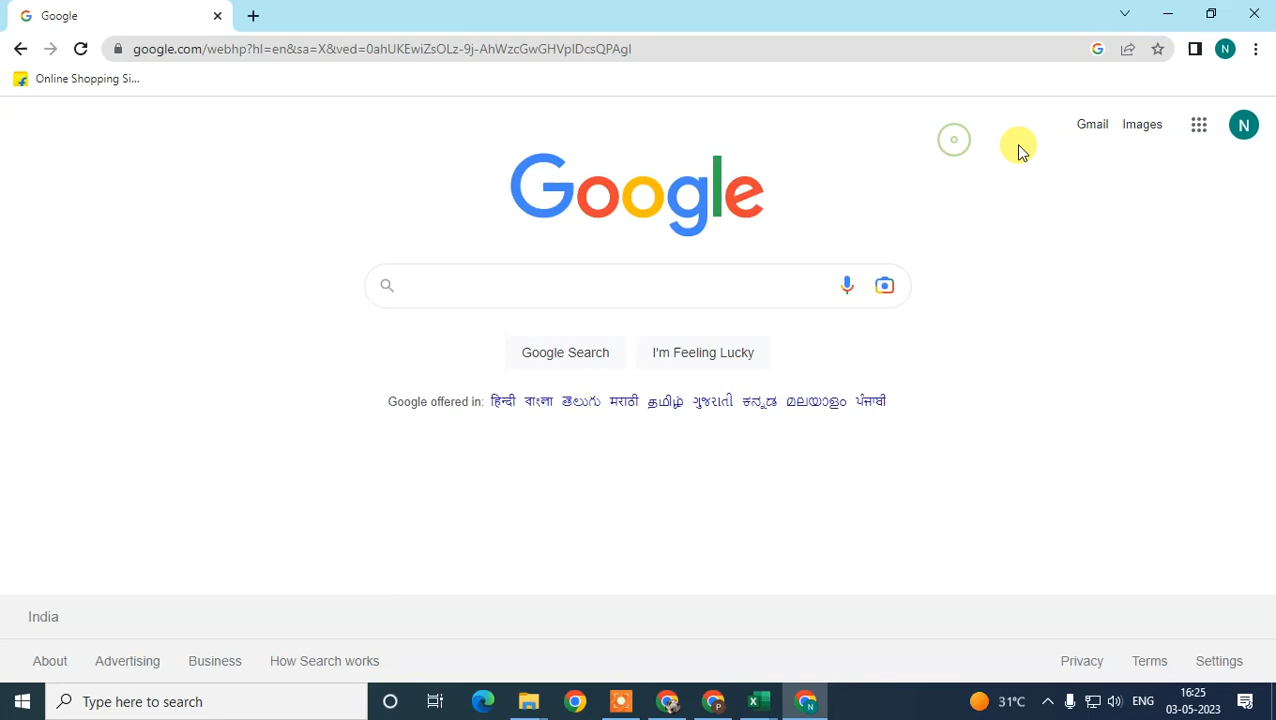 Google
google.com/webhp?hl=en&sa=X&ved=0ahUKEwiZsOLz-9j-AhWzcGwGHVpIDcsQPAgI
N
Online Shopping Si...
Gmail Images N
Google
Google Search I'm Feeling Lucky
Google offered in: हिन्दी বাংলা తెలుగు मराठी தமிழ் ગુજરાતી ಕನ್ನಡ മലയാളം ਪੰਜਾਬੀ
India
About Advertising Business How Search works Privacy Terms Settings
Type here to search P N 31°C ENG 16:25
03-05-2023